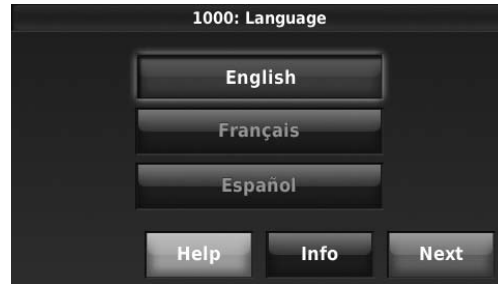 1000: Language
English
Français
Español
Help Info Next